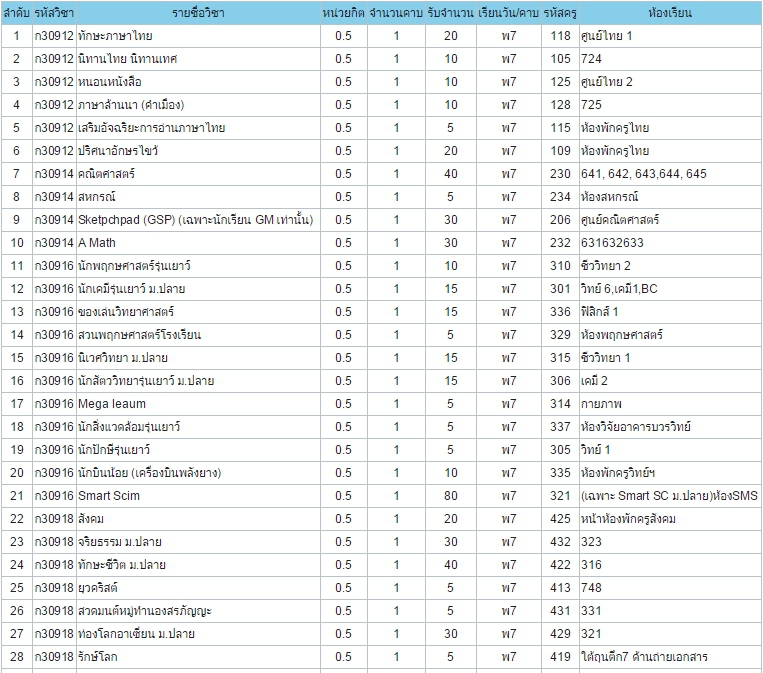 ลำดับ รหัสวิชา รายชื่อวิชา หน่วยกิต จำนวนคาบ รับจำนวน เรียนวัน/คาบ รหัสครู ห้องเรียน
1 ก30912 ทักษะภาษาไทย 0.5 1 20 พ7 118 ศูนย์ไทย 1
2 ก30912 นิทานไทย นิทานเทศ 0.5 1 10 พ7 105 724
3 ก30912 หนอนหนังสือ 0.5 1 10 พ7 125 ศูนย์ไทย 2
4 ก30912 ภาษาล้านนา (คำเมือง) 0.5 1 10 พ7 128 725
5 ก30912 เสริมอัจฉริยะการอ่านภาษาไทย 0.5 1 5 พ7 115 ห้องพักครูไทย
6 ก30912 ปริศนาอักษรไขว้ 0.5 1 20 พ7 109 ห้องพักครูไทย
7 ก30914 คณิตศาสตร์ 0.5 1 40 พ7 230 641, 642, 643,644, 645
8 ก30914 สหกรณ์ 0.5 1 5 พ7 234 ห้องสหกรณ์
9 ก30914 Sketpchpad (GSP) (เฉพาะนักเรียน GM เท่านั้น) 0.5 1 30 พ7 206 ศูนย์คณิตศาสตร์
10 ก30914 A Math 0.5 1 30 พ7 232 631632633
11 ก30916 นักพฤกษศาสตร์รุ่นเยาว์ 0.5 1 10 พ7 310 ชีววิทยา 2
12 ก30916 นักเคมีรุ่นเยาว์ ม.ปลาย 0.5 1 15 พ7 301 วิทย์ 6,เคมี1,BC
13 ก30916 ของเล่นวิทยาศาสตร์ 0.5 1 15 พ7 336 ฟิสิกส์ 1
14 ก30916 สวนพฤกษศาสตร์โรงเรียน 0.5 1 5 พ7 329 ห้องพฤกษศาสตร์
15 ก30916 นิเวศวิทยา ม.ปลาย 0.5 1 15 พ7 315 ชีววิทยา 1
16 ก30916 นักสัตววิทยารุ่นเยาว์ ม.ปลาย 0.5 1 15 พ7 306 เคมี 2
17 ก30916 Mega leaum 0.5 1 5 พ7 314 กายภาพ
18 ก30916 นักสิ่งแวดล้อมรุ่นเยาว์ 0.5 1 5 พ7 337 ห้องวิจัยอาคารบวรวิทย์
19 ก30916 นักปักษีรุ่นเยาว์ 0.5 1 5 พ7 305 วิทย์ 1
20 ก30916 นักบินน้อย (เครื่องบินพลังยาง) 0.5 1 10 พ7 335 ห้องพักครูวิทย์ฯ
21 ก30916 Smart Scim 0.5 1 80 พ7 321 (เฉพาะ Smart SC ม.ปลาย)ห้องSMS
22 ก30918 สังคม 0.5 1 20 พ7 425 หน้าห้องพักครูสังคม
23 ก30918 จริยธรรม ม.ปลาย 0.5 1 30 พ7 432 323
24 ก30918 ทักษะชีวิต ม.ปลาย 0.5 1 40 พ7 422 316
25 ก30918 ยุวคริสต์ 0.5 1 5 พ7 413 748
26 ก30918 สวดมนต์หมู่ทำนองสรภัญญะ 0.5 1 5 พ7 431 331
27 ก30918 ท่องโลกอาเซี่ยน ม.ปลาย 0.5 1 30 พ7 429 321
28 ก30918 รักษ์โลก 0.5 1 5 พ7 419 ใต้ถุนตึก7 ด้านถ่ายเอกสาร